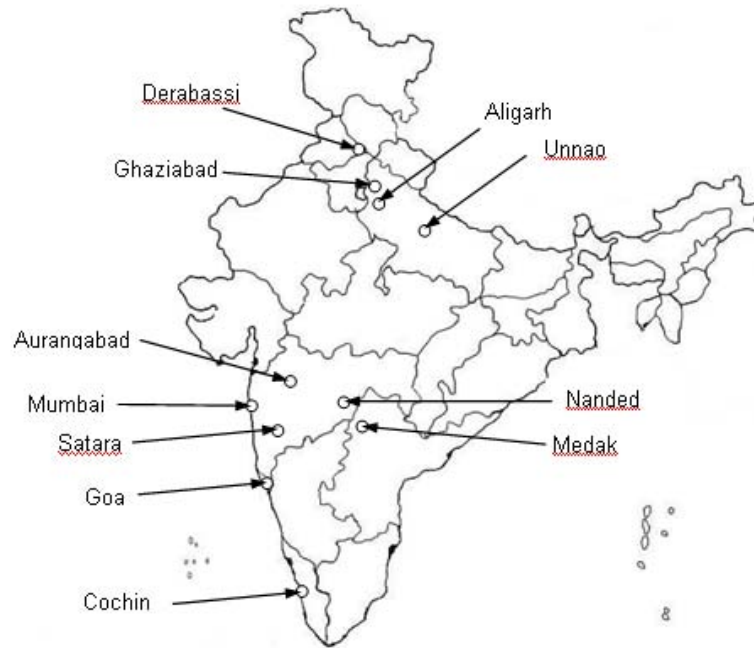 Derabassi
Aligarh
Unnao
Ghaziabad
Aurangabad
Mumbai
Nanded
Satara
Medak
Goa
Cochin